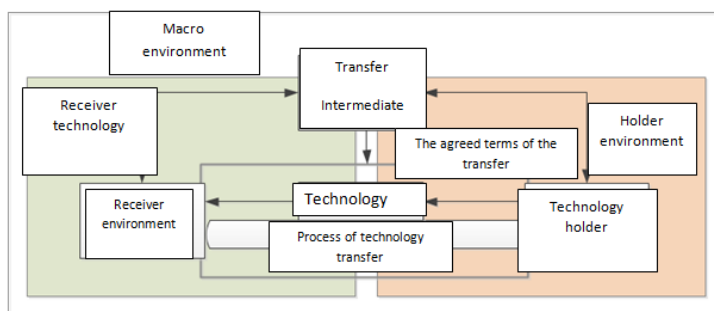 Macro
environment
Transfer
Intermediate
Receiver
technology
Holder
environment
The agreed terms of the
transfer
Receiver
environment
Technology
Technology
holder
Process of technology
transfer